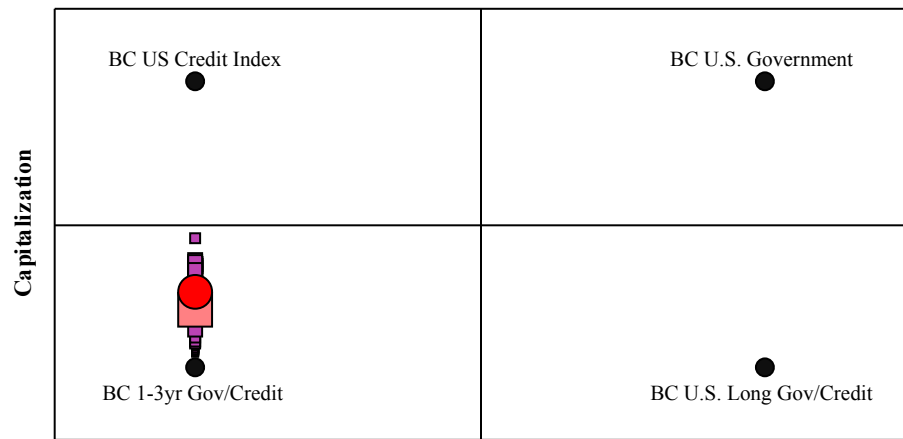 BC US Credit Index
BC U.S. Government
Capitalization
BC 1-3yr Gov/Credit
BC U.S. Long Gov/Credit